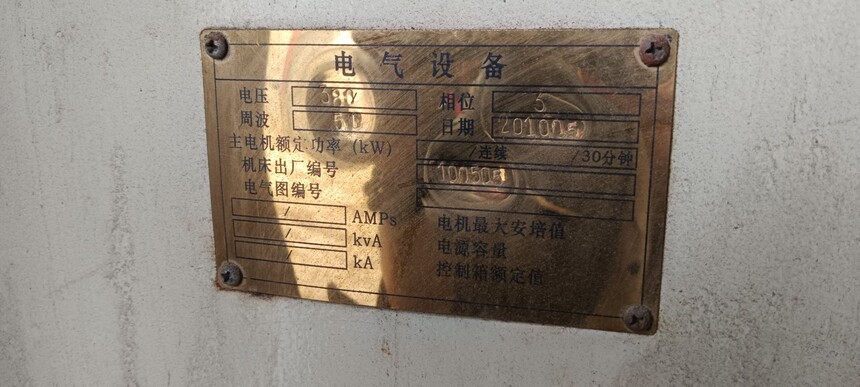 电气设备
电压 380/ 相位 3
周波 50 日期 201005
主电机额定功率 (kW) /连续 /30分钟
机床出厂编号 100505
电气图编号
/ AMPs 电机最大安培值
/ kvA 电源容量
/ kA 控制箱额定值